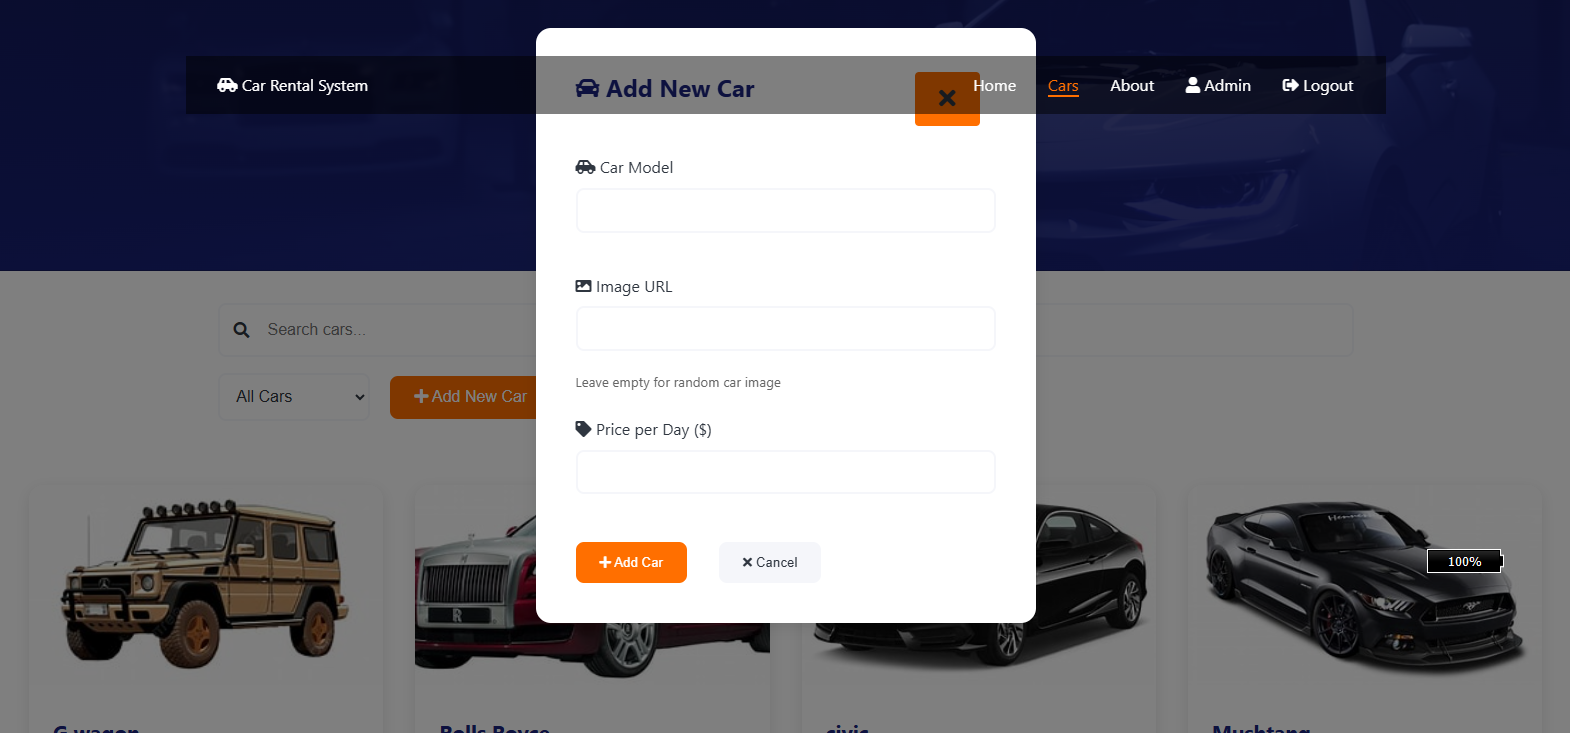 Car Rental System
Home
Cars
About
Admin
Logout
Add New Car
Car Model
Image URL
Search cars...
Leave empty for random car image
All Cars
Add New Car
Price per Day ($)
Add Car
Cancel
100%
G wagon
Rolls Royce
civic
Mushtang